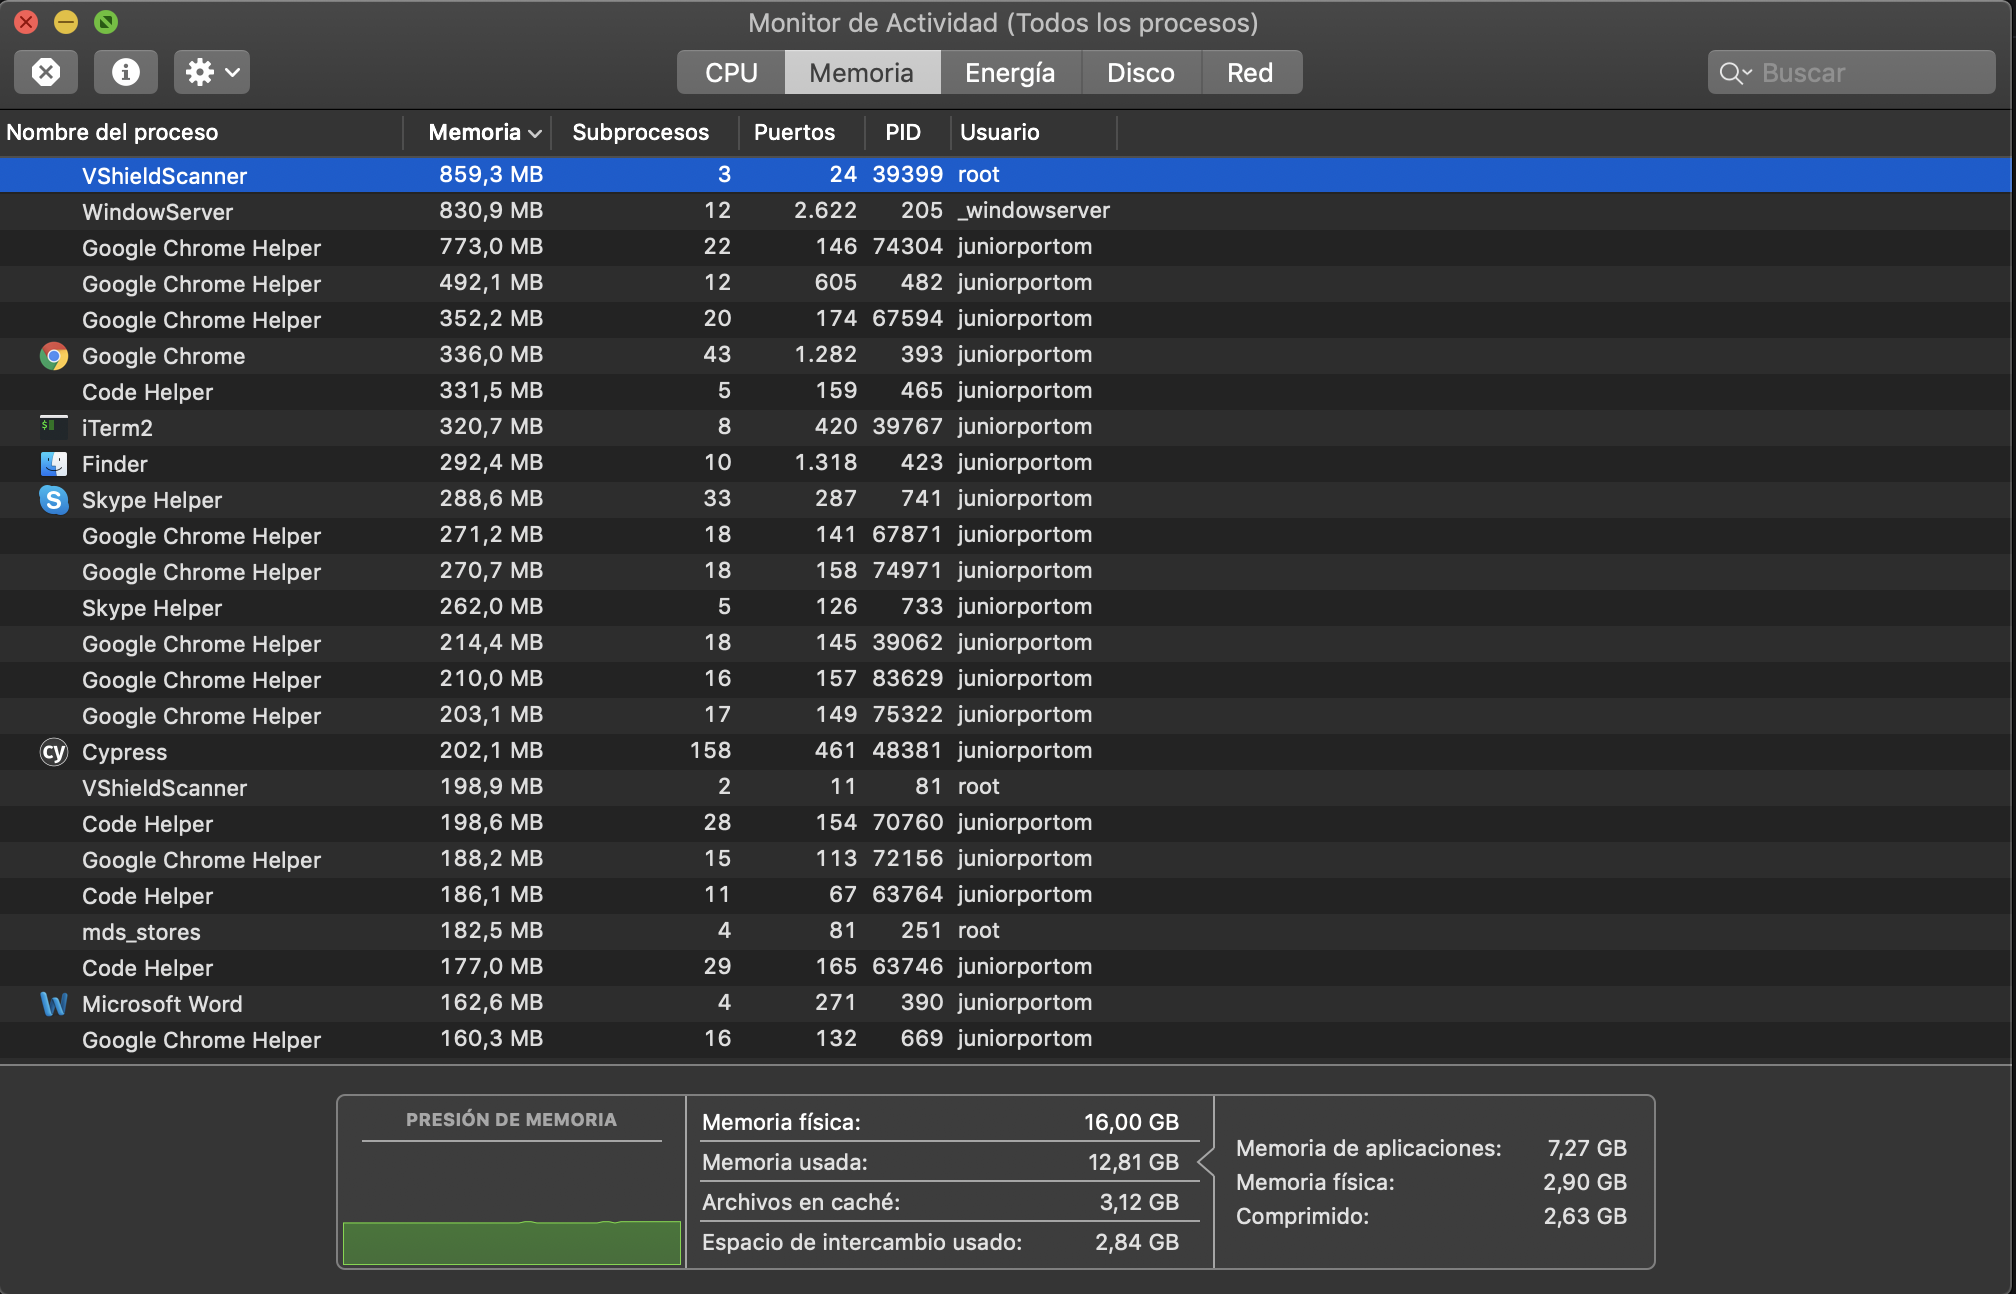 Monitor de Actividad (Todos los procesos)
CPU Memoria Energía Disco Red Buscar
Nombre del proceso Memoria Subprocesos Puertos PID Usuario
VShieldScanner 859,3 MB 3 24 39399 root
WindowServer 830,9 MB 12 2.622 205 _windowserver
Google Chrome Helper 773,0 MB 22 146 74304 juniorportom
Google Chrome Helper 492,1 MB 12 605 482 juniorportom
Google Chrome Helper 352,2 MB 20 174 67594 juniorportom
Google Chrome 336,0 MB 43 1.282 393 juniorportom
Code Helper 331,5 MB 5 159 465 juniorportom
$ iTerm2 320,7 MB 8 420 39767 juniorportom
Finder 292,4 MB 10 1.318 423 juniorportom
S Skype Helper 288,6 MB 33 287 741 juniorportom
Google Chrome Helper 271,2 MB 18 141 67871 juniorportom
Google Chrome Helper 270,7 MB 18 158 74971 juniorportom
Skype Helper 262,0 MB 5 126 733 juniorportom
Google Chrome Helper 214,4 MB 18 145 39062 juniorportom
Google Chrome Helper 210,0 MB 16 157 83629 juniorportom
Google Chrome Helper 203,1 MB 17 149 75322 juniorportom
cy Cypress 202,1 MB 158 461 48381 juniorportom
VShieldScanner 198,9 MB 2 11 81 root
Code Helper 198,6 MB 28 154 70760 juniorportom
Google Chrome Helper 188,2 MB 15 113 72156 juniorportom
Code Helper 186,1 MB 11 67 63764 juniorportom
mds_stores 182,5 MB 4 81 251 root
Code Helper 177,0 MB 29 165 63746 juniorportom
W Microsoft Word 162,6 MB 4 271 390 juniorportom
Google Chrome Helper 160,3 MB 16 132 669 juniorportom
PRESIÓN DE MEMORIA
Memoria física: 16,00 GB
Memoria usada: 12,81 GB
Archivos en caché: 3,12 GB
Espacio de intercambio usado: 2,84 GB
Memoria de aplicaciones: 7,27 GB
Memoria física: 2,90 GB
Comprimido: 2,63 GB